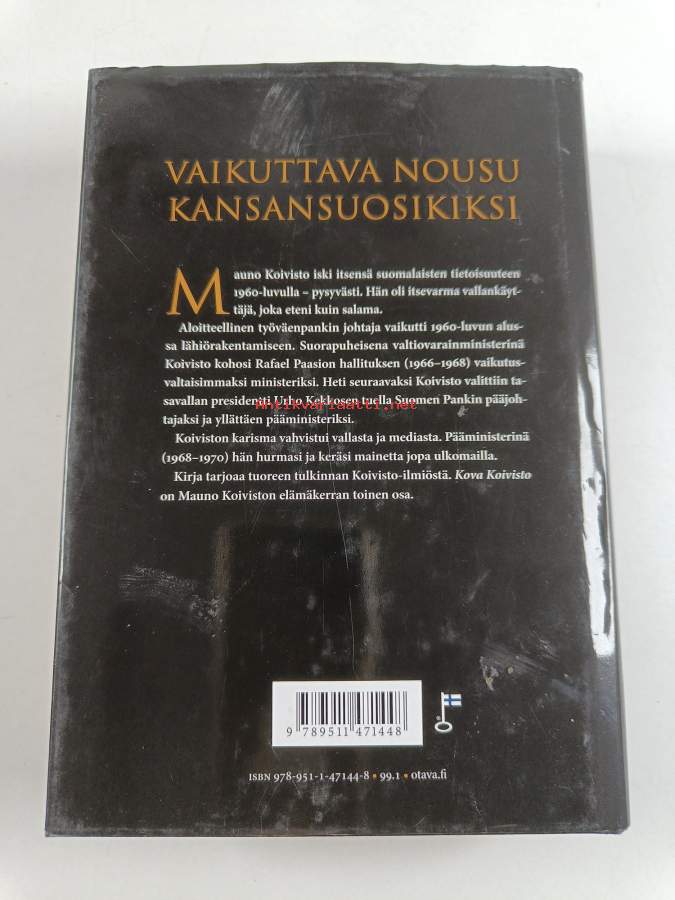 VAIKUTTAVA NOUSU
KANSANSUOSIKIKSI
Mauno Koivisto iski itsensä suomalaisten tietoisuuteen
1960-luvulla – pysyvästi. Hän oli itsevarma vallankäyt-
täjä, joka eteni kuin salama.
Aloitteellinen työväenpankin johtaja vaikutti 1960-luvun alus-
sa lähiörakentamiseen. Suorapuheisena valtiovarainministerinä
Koivisto kohosi Rafael Paasion hallituksen (1966–1968) vaikutus-
valtaisimmaksi ministeriksi. Heti seuraavaksi Koivisto valittiin ta-
savallan presidentti Urho Kekkosen tuella Suomen Pankin pääjoh-
Antikvariaatti.net
tajaksi ja yllättäen pääministeriksi.
Koiviston karisma vahvistui vallasta ja mediasta. Pääministerinä
(1968–1970) hän hurmasi ja keräsi mainetta jopa ulkomailla.
Kirja tarjoaa tuoreen tulkinnan Koivisto-ilmiöstä. Kova Koivisto
on Mauno Koiviston elämäkerran toinen osa.
9 789511 471448
ISBN 978-951-1-47144-8 • 99.1 • otava.fi